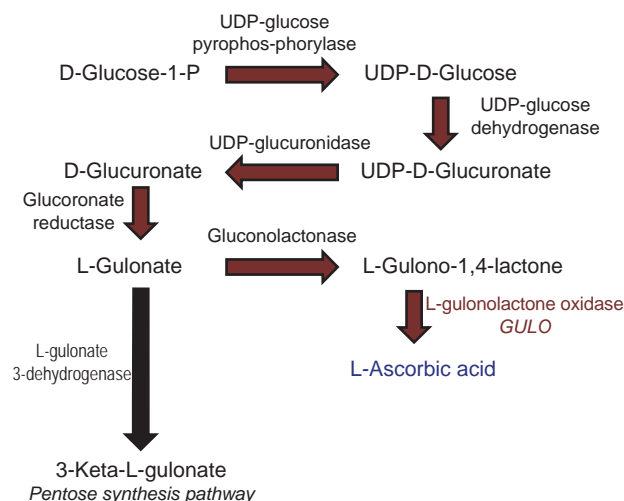 UDP-glucose
pyrophos-phorylase
D-Glucose-1-P
UDP-D-Glucose
UDP-glucose
dehydrogenase
UDP-glucuronidase
D-Glucuronate
UDP-D-Glucuronate
Glucoronate
reductase
Gluconolactonase
L-Gulonate
L-Gulono-1,4-lactone
L-gulonolactone oxidase
GULO
L-gulonate
3-dehydrogenase
L-Ascorbic acid
3-Keta-L-gulonate
Pentose synthesis pathway